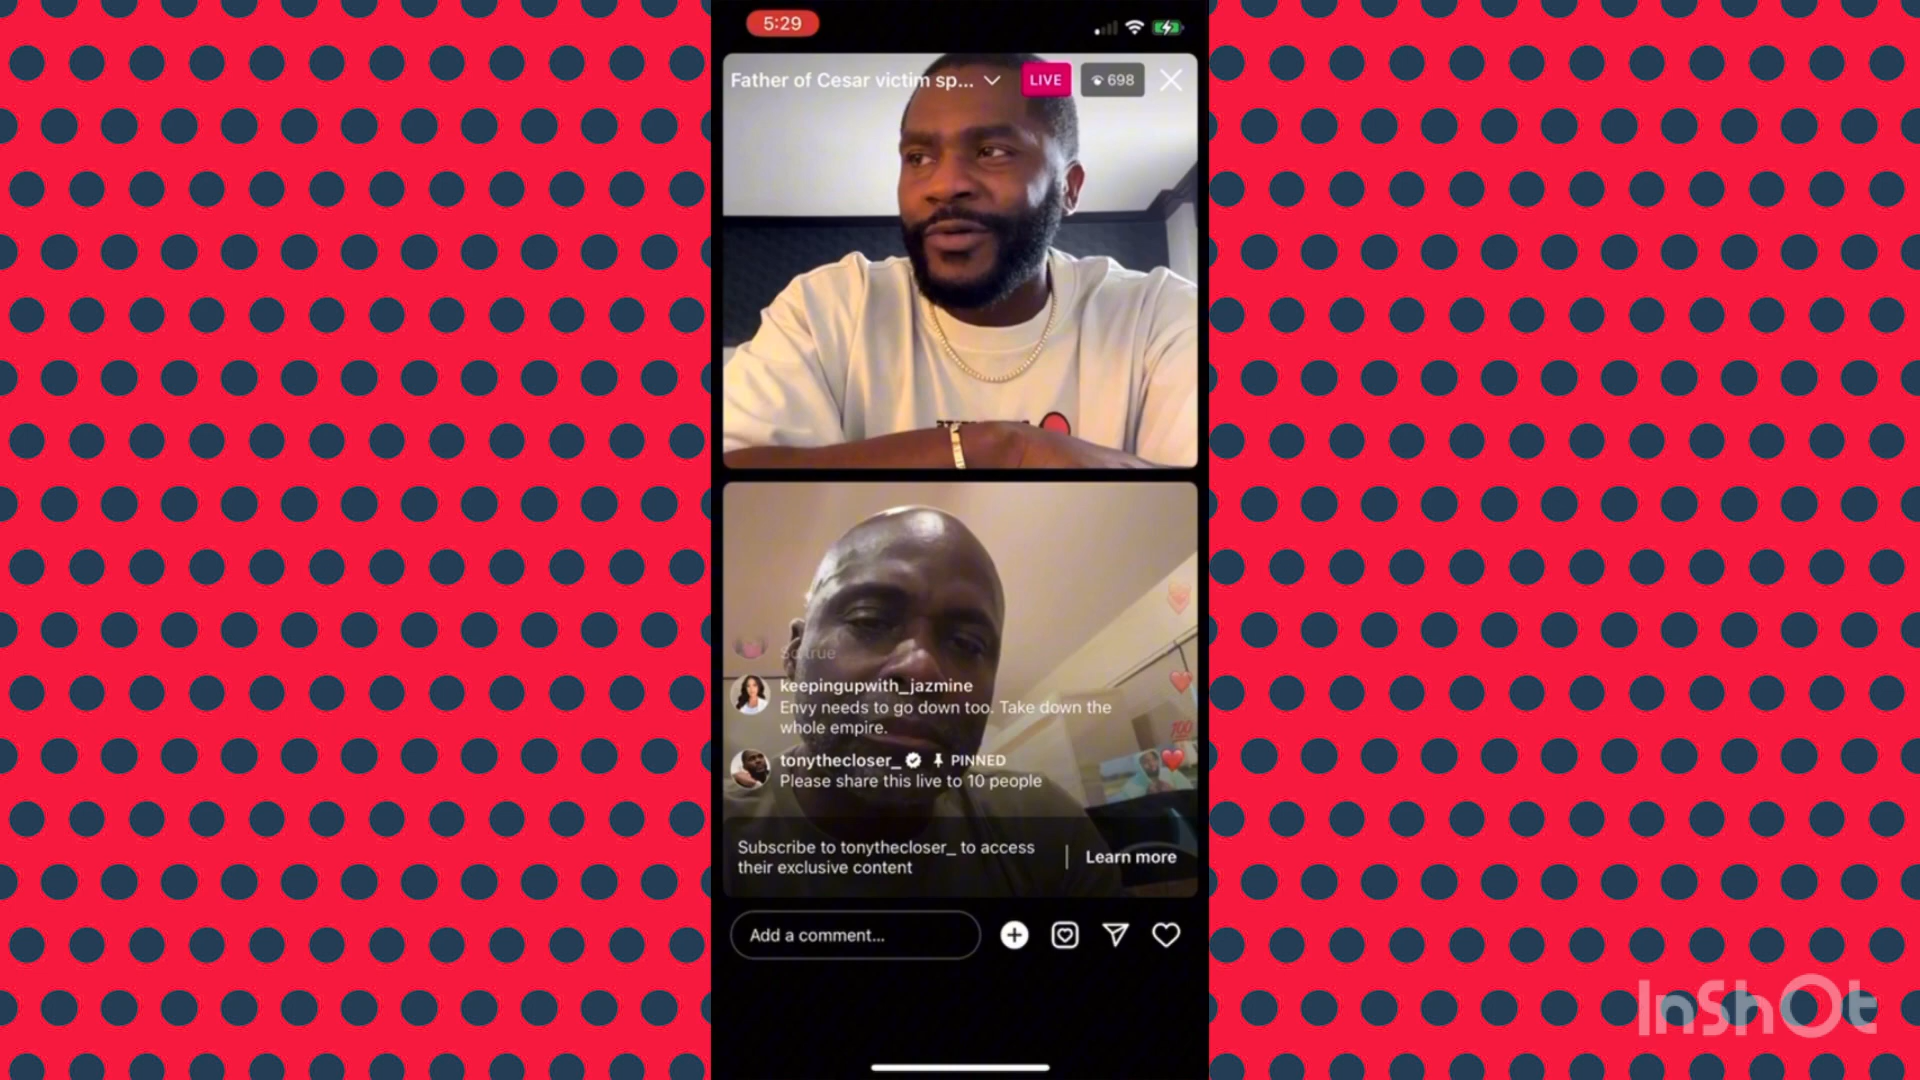 5:29
Father of Cesar victim sp...
LIVE
698
So true
keepingupwith_jazmine
Envy needs to go down too. Take down the
whole empire.
tonythecloser_
PINNED
Please share this live to 10 people
Subscribe to tonythecloser_ to access
their exclusive content
Learn more
Add a comment...
InShOt